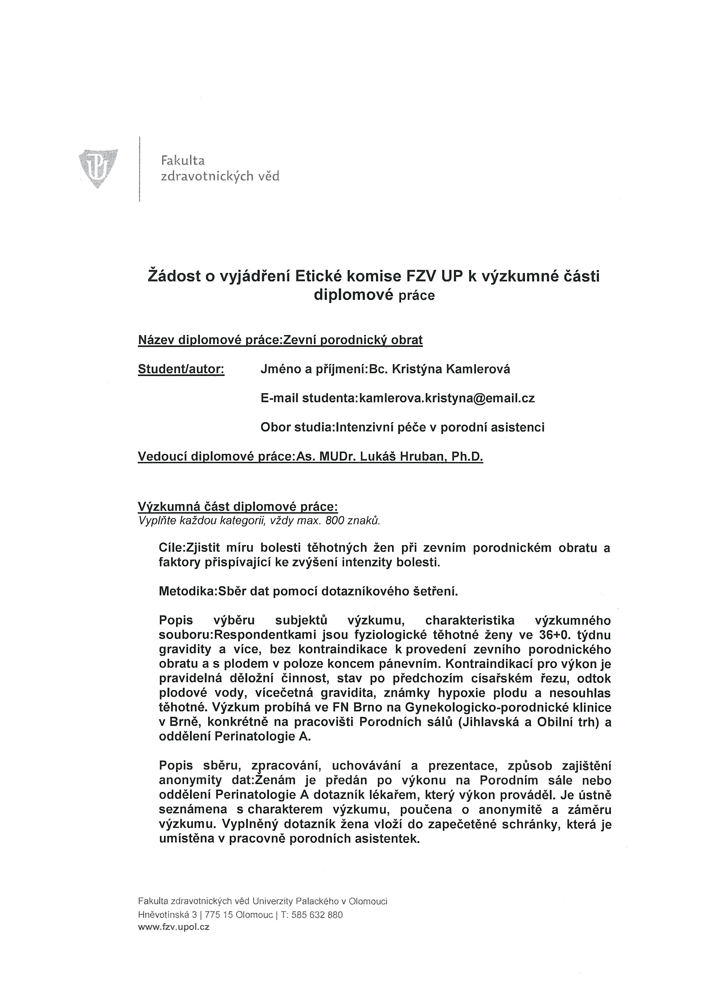 Fakulta
zdravotnických věd
Žádost o vyjádření Etické komise FZV UP k výzkumné části
diplomové práce
Název diplomové práce:Zevní porodnický obrat
Student/autor: Jméno a příjmení:Bc. Kristýna Kamlerová
E-mail studenta:kamlerova.kristyna@email.cz
Obor studia:Intenzivní péče v porodní asistenci
Vedoucí diplomové práce:As. MUDr. Lukáš Hruban, Ph.D.
Výzkumná část diplomové práce:
Vyplňte každou kategorii, vždy max. 800 znaků.
Cíle:Zjistit míru bolesti těhotných žen při zevním porodnickém obratu a
faktory přispívající ke zvýšení intenzity bolesti.
Metodika:Sběr dat pomocí dotazníkového šetření.
Popis výběru subjektů výzkumu, charakteristika výzkumného
souboru:Respondentkami jsou fyziologické těhotné ženy ve 36+0. týdnu
gravidity a více, bez kontraindikace k provedení zevního porodnického
obratu a s plodem v poloze koncem pánevním. Kontraindikací pro výkon je
pravidelná děložní činnost, stav po předchozím císařském řezu, odtok
plodové vody, vícečetná gravidita, známky hypoxie plodu a nesouhlas
těhotné. Výzkum probíhá ve FN Brno na Gynekologicko-porodnické klinice
v Brně, konkrétně na pracovišti Porodních sálů (Jihlavská a Obilní trh) a
oddělení Perinatologie A.
Popis sběru, zpracování, uchovávání a prezentace, způsob zajištění
anonymity dat:Ženám je předán po výkonu na Porodním sále nebo
oddělení Perinatologie A dotazník lékařem, který výkon prováděl. Je ústně
seznámena s charakterem výzkumu, poučena o anonymitě a záměru
výzkumu. Vyplněný dotazník žena vloží do zapečetěné schránky, která je
umístěna v pracovně porodních asistentek.
Fakulta zdravotnických věd Univerzity Palackého v Olomouci
Hněvotínská 3 | 775 15 Olomouc | T: 585 632 880
www.fzv.upol.cz